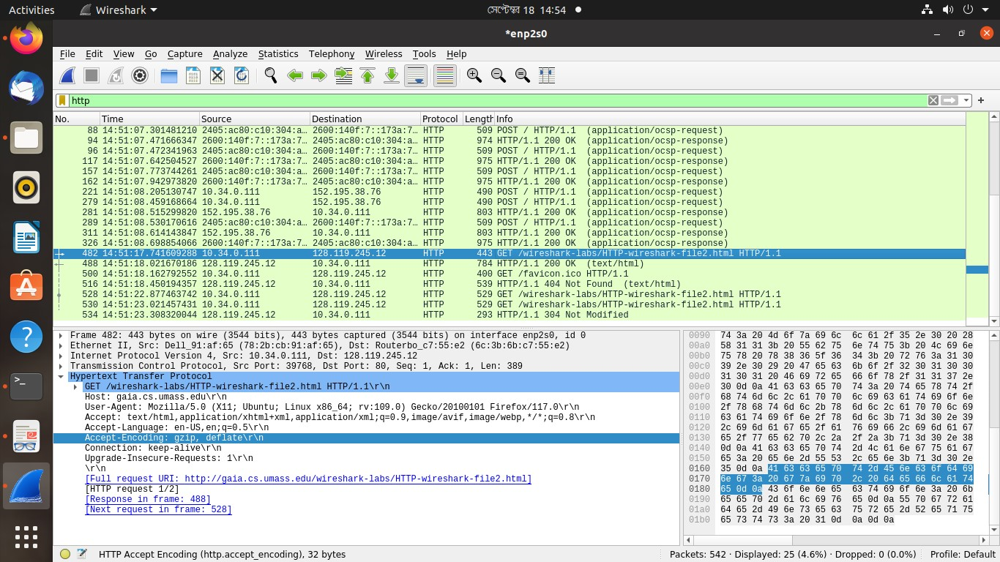 Activities Wireshark সেপ্টেম্বর 18 14:54
*enp2s0
File Edit View Go Capture Analyze Statistics Telephony Wireless Tools Help
http
No. Time Source Destination Protocol Length Info
88 14:51:07.301481210 2405:ac80:c10:304:a… 2600:140f:7::173a:7… HTTP 509 POST / HTTP/1.1 (application/ocsp-request)
94 14:51:07.471666347 2405:ac80:c10:304:a… 2600:140f:7::173a:7… HTTP 974 HTTP/1.1 200 OK (application/ocsp-response)
96 14:51:07.472341963 2405:ac80:c10:304:a… 2600:140f:7::173a:7… HTTP 509 POST / HTTP/1.1 (application/ocsp-request)
117 14:51:07.642504527 2405:ac80:c10:304:a… 2600:140f:7::173a:7… HTTP 975 HTTP/1.1 200 OK (application/ocsp-response)
157 14:51:07.773744261 2405:ac80:c10:304:a… 2600:140f:7::173a:7… HTTP 509 POST / HTTP/1.1 (application/ocsp-request)
162 14:51:07.942973820 2600:140f:7::173a:7… 2405:ac80:c10:304:a… HTTP 975 HTTP/1.1 200 OK (application/ocsp-response)
221 14:51:08.205130747 10.34.0.111 152.195.38.76 HTTP 490 POST / HTTP/1.1 (application/ocsp-request)
279 14:51:08.459168664 10.34.0.111 152.195.38.76 HTTP 490 POST / HTTP/1.1 (application/ocsp-request)
281 14:51:08.515299820 152.195.38.76 10.34.0.111 HTTP 803 HTTP/1.1 200 OK (application/ocsp-response)
289 14:51:08.530170616 2405:ac80:c10:304:a… 2600:140f:7::173a:7… HTTP 509 POST / HTTP/1.1 (application/ocsp-request)
311 14:51:08.614143847 152.195.38.76 10.34.0.111 HTTP 803 HTTP/1.1 200 OK (application/ocsp-response)
326 14:51:08.698854066 2600:140f:7::173a:7… 2405:ac80:c10:304:a… HTTP 975 HTTP/1.1 200 OK (application/ocsp-response)
482 14:51:17.741609288 10.34.0.111 128.119.245.12 HTTP 443 GET /wireshark-labs/HTTP-wireshark-file2.html HTTP/1.1
488 14:51:18.021670186 128.119.245.12 10.34.0.111 HTTP 784 HTTP/1.1 200 OK (text/html)
500 14:51:18.162792552 10.34.0.111 128.119.245.12 HTTP 400 GET /favicon.ico HTTP/1.1
516 14:51:18.450194357 128.119.245.12 10.34.0.111 HTTP 539 HTTP/1.1 404 Not Found (text/html)
528 14:51:22.877463742 10.34.0.111 128.119.245.12 HTTP 529 GET /wireshark-labs/HTTP-wireshark-file2.html HTTP/1.1
530 14:51:23.021457431 10.34.0.111 128.119.245.12 HTTP 529 GET /wireshark-labs/HTTP-wireshark-file2.html HTTP/1.1
534 14:51:23.308320044 128.119.245.12 10.34.0.111 HTTP 293 HTTP/1.1 304 Not Modified
Frame 482: 443 bytes on wire (3544 bits), 443 bytes captured (3544 bits) on interface enp2s0, id 0
Ethernet II, Src: Dell_91:af:65 (78:2b:cb:91:af:65), Dst: Routerbo_c7:55:e2 (6c:3b:6b:c7:55:e2)
Internet Protocol Version 4, Src: 10.34.0.111, Dst: 128.119.245.12
Transmission Control Protocol, Src Port: 39768, Dst Port: 80, Seq: 1, Ack: 1, Len: 389
Hypertext Transfer Protocol
GET /wireshark-labs/HTTP-wireshark-file2.html HTTP/1.1\r\n
Host: gaia.cs.umass.edu\r\n
User-Agent: Mozilla/5.0 (X11; Ubuntu; Linux x86_64; rv:109.0) Gecko/20100101 Firefox/117.0\r\n
Accept: text/html,application/xhtml+xml,application/xml;q=0.9,image/avif,image/webp,*/*;q=0.8\r\n
Accept-Language: en-US,en;q=0.5\r\n
Accept-Encoding: gzip, deflate\r\n
Connection: keep-alive\r\n
Upgrade-Insecure-Requests: 1\r\n
\r\n
[Full request URI: http://gaia.cs.umass.edu/wireshark-labs/HTTP-wireshark-file2.html]
[HTTP request 1/2]
[Response in frame: 488]
[Next request in frame: 528]
0090 74 3a 20 4d 6f 7a 69 6c 6c 61 2f 35 2e 30 20 28
00a0 58 31 31 3b 20 55 62 75 6e 74 75 3b 20 4c 69 6e
00b0 75 78 20 78 38 36 5f 36 34 3b 20 72 76 3a 31 30
00c0 39 2e 30 29 20 47 65 63 6b 6f 2f 32 30 31 30 30
00d0 31 30 31 20 46 69 72 65 66 6f 78 2f 31 31 37 2e
00e0 30 0d 0a 41 63 63 65 70 74 3a 20 74 65 78 74 2f
00f0 68 74 6d 6c 2c 61 70 70 6c 69 63 61 74 69 6f 6e
0100 2f 78 68 74 6d 6c 2b 78 6d 6c 2c 61 70 70 6c 69
0110 63 61 74 69 6f 6e 2f 78 6d 6c 3b 71 3d 30 2e 39
0120 2c 69 6d 61 67 65 2f 61 76 69 66 2c 69 6d 61 67
0130 65 2f 77 65 62 70 2c 2a 2f 2a 3b 71 3d 30 2e 38
0140 0d 0a 41 63 63 65 70 74 2d 4c 61 6e 67 75 61 67
0150 65 3a 20 65 6e 2d 55 53 2c 65 6e 3b 71 3d 30 2e
0160 35 0d 0a 41 63 63 65 70 74 2d 45 6e 63 6f 64 69
0170 6e 67 3a 20 67 7a 69 70 2c 20 64 65 66 6c 61 74
0180 65 0d 0a 43 6f 6e 6e 65 63 74 69 6f 6e 3a 20 6b
0190 65 65 70 2d 61 6c 69 76 65 0d 0a 55 70 67 72 61
01a0 64 65 2d 49 6e 73 65 63 75 72 65 2d 52 65 71 75
01b0 65 73 74 73 3a 20 31 0d 0a 0d 0a
HTTP Accept Encoding (http.accept_encoding), 32 bytes Packets: 542 · Displayed: 25 (4.6%) · Dropped: 0 (0.0%) Profile: Default